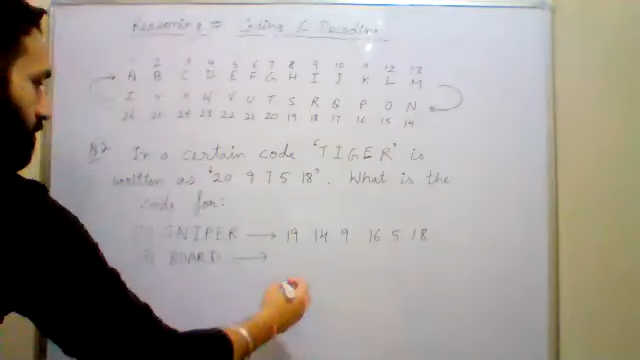 Reasoning ⇒ Coding & Decoding
2 3 4 5 6 7 8 9 10 11 12 13
A B C D E F G H I J K L M
Z Y X W V U T S R Q P O N
26 25 24 23 22 21 20 19 18 17 16 15 14
Q2 In a certain code 'TIGER' is
written as '20 9 7 5 18'. What is the
code for:
SNIPER → 19 14 9 16 5 18
BOARD →